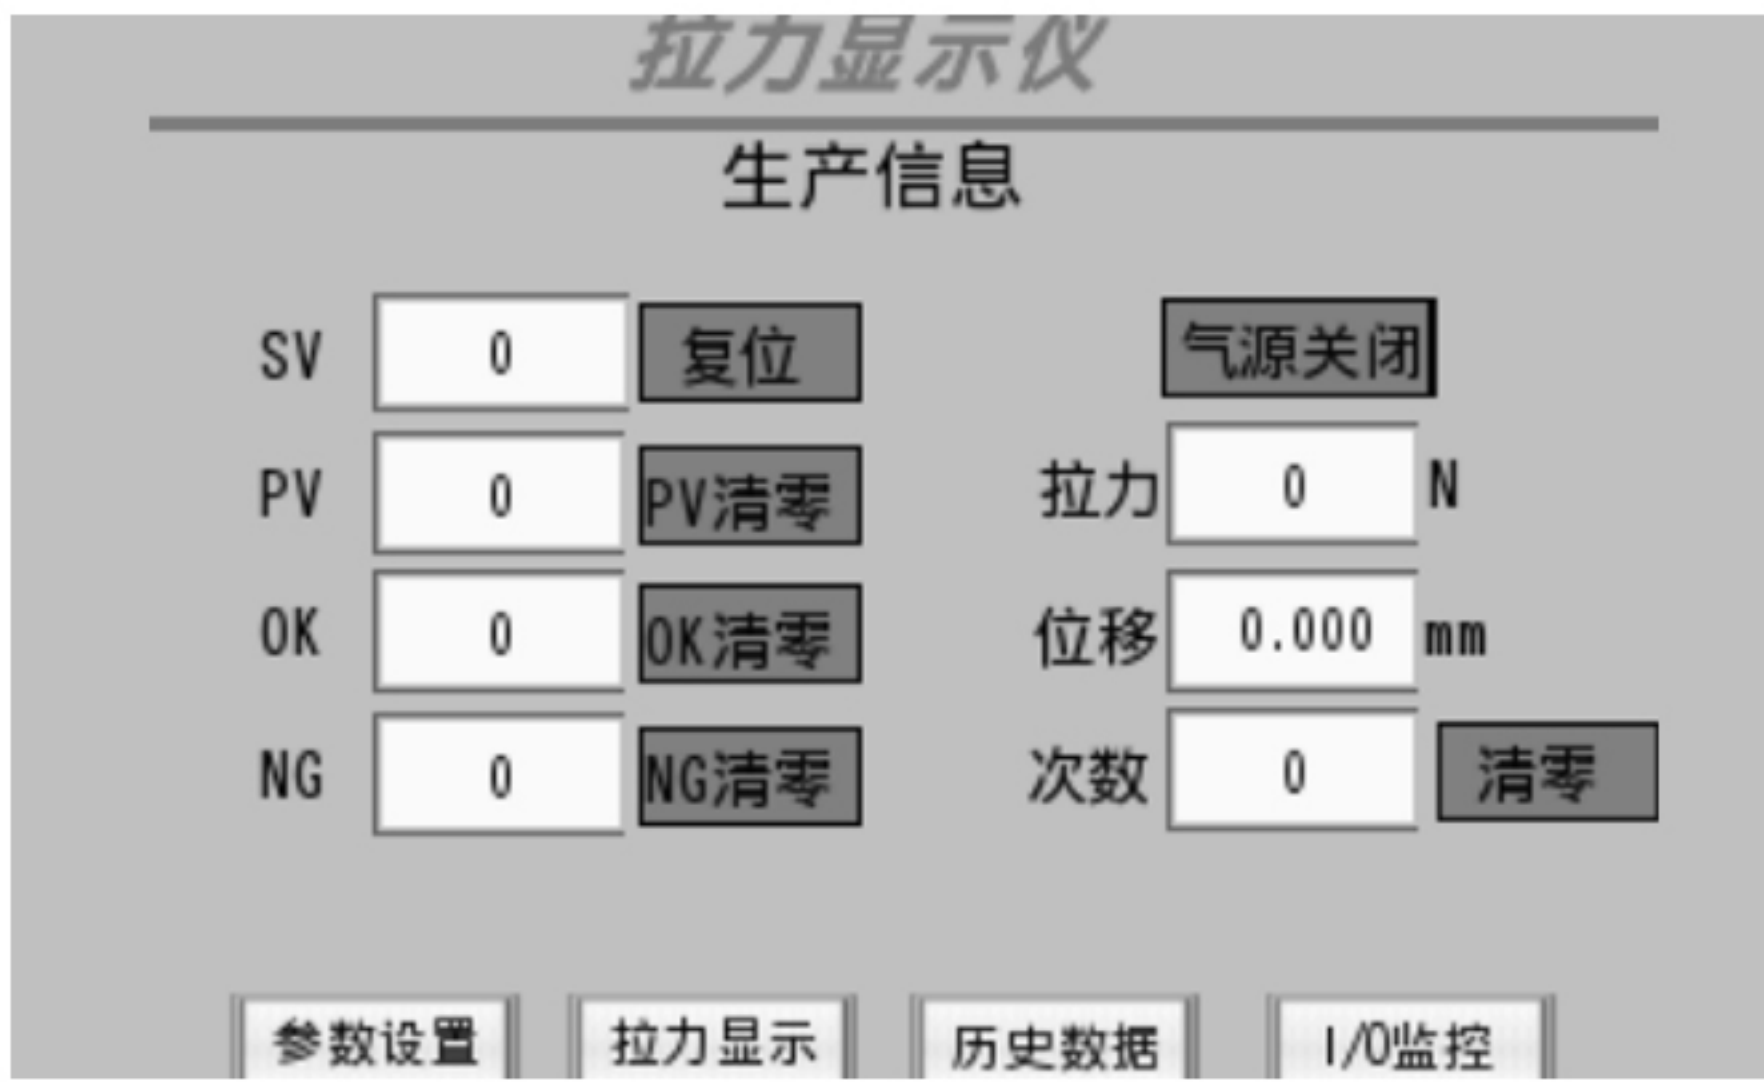 拉力显示仪
生产信息
SV 0 复位 气源关闭
PV 0 PV清零 拉力 0 N
OK 0 OK清零 位移 0.000 mm
NG 0 NG清零 次数 0 清零
参数设置 拉力显示 历史数据 I/O监控